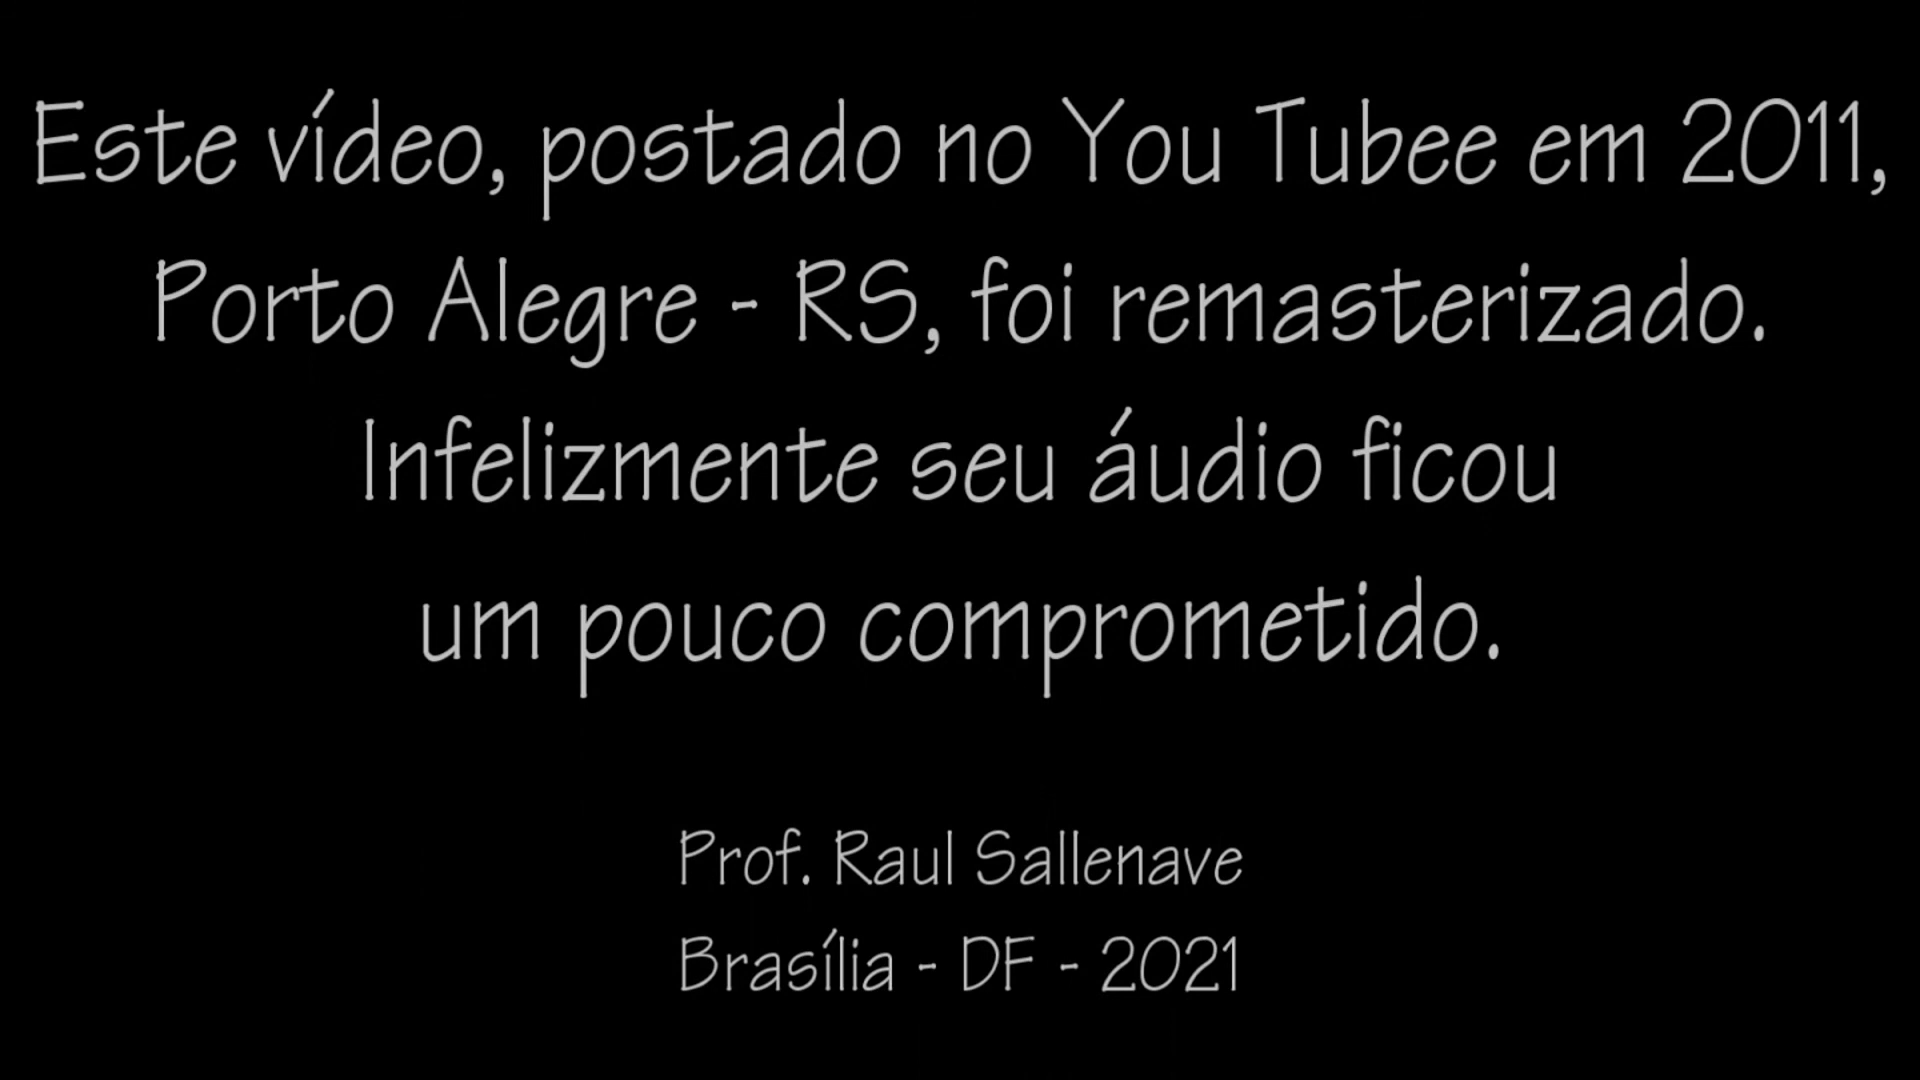 Este vídeo, postado no You Tubee em 2011,
Porto Alegre - RS, foi remasterizado.
Infelizmente seu áudio ficou
um pouco comprometido.
Prof. Raul Sallenave
Brasília - DF - 2021